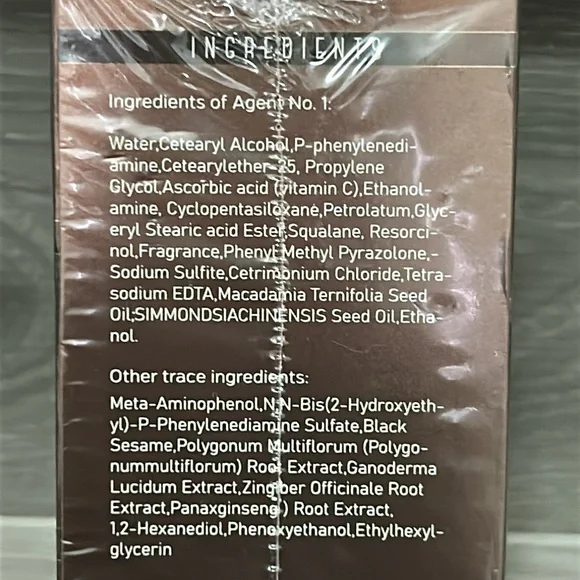 INGREDIENTS
Ingredients of Agent No. 1:
Water,Cetearyl Alcohol,P-phenylenedi-
amine,Cetearylether-25, Propylene
Glycol,Ascorbic acid (vitamin C),Ethanol-
amine, Cyclopentasiloxane,Petrolatum,Glyc-
eryl Stearic acid Ester,Squalane, Resorci-
nol,Fragrance,Phenyl Methyl Pyrazolone,-
Sodium Sulfite,Cetrimonium Chloride,Tetra-
sodium EDTA,Macadamia Ternifolia Seed
Oil;SIMMONDSIACHINENSIS Seed Oil,Etha-
nol.
Other trace ingredients:
Meta-Aminophenol,N,N-Bis(2-Hydroxyeth-
yl)-P-Phenylenediamine Sulfate,Black
Sesame,Polygonum Multiflorum (Polygo-
nummultiflorum) Root Extract,Ganoderma
Lucidum Extract,Zingiber Officinale Root
Extract,Panaxginseng ) Root Extract,
1,2-Hexanediol,Phenoxyethanol,Ethylhexyl-
glycerin